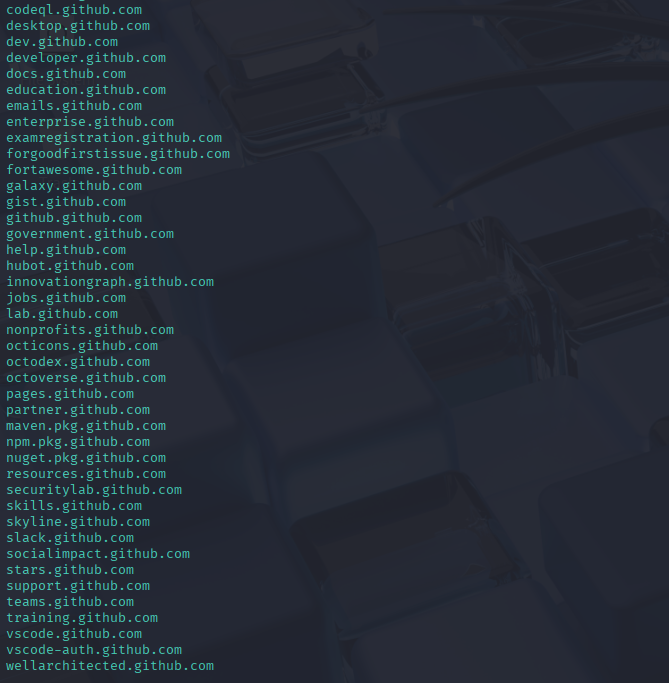 codeql.github.com
desktop.github.com
dev.github.com
developer.github.com
docs.github.com
education.github.com
emails.github.com
enterprise.github.com
examregistration.github.com
forgoodfirstissue.github.com
fortawesome.github.com
galaxy.github.com
gist.github.com
github.github.com
government.github.com
help.github.com
hubot.github.com
innovationgraph.github.com
jobs.github.com
lab.github.com
nonprofits.github.com
octicons.github.com
octodex.github.com
octoverse.github.com
pages.github.com
partner.github.com
maven.pkg.github.com
npm.pkg.github.com
nuget.pkg.github.com
resources.github.com
securitylab.github.com
skills.github.com
skyline.github.com
slack.github.com
socialimpact.github.com
stars.github.com
support.github.com
teams.github.com
training.github.com
vscode.github.com
vscode-auth.github.com
wellarchitected.github.com